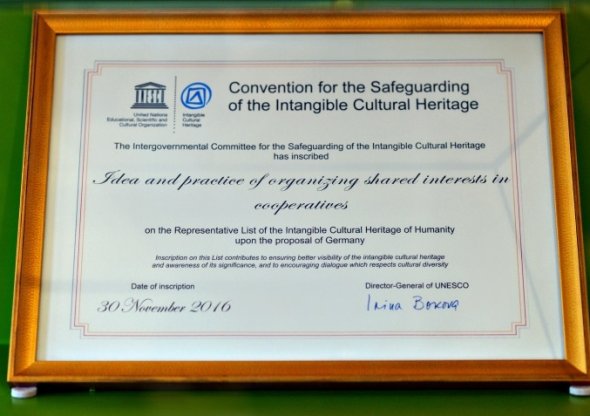 Convention for the Safeguarding
of the Intangible Cultural Heritage
United Nations
Educational, Scientific and
Cultural Organization
Intangible
Cultural
Heritage
The Intergovernmental Committee for the Safeguarding of the Intangible Cultural Heritage
has inscribed
Idea and practice of organizing shared interests in
cooperatives
on the Representative List of the Intangible Cultural Heritage of Humanity
upon the proposal of Germany
Inscription on this List contributes to ensuring better visibility of the intangible cultural heritage
and awareness of its significance, and to encouraging dialogue which respects cultural diversity
Date of inscription
30 November 2016
Director-General of UNESCO
Irina Bokova